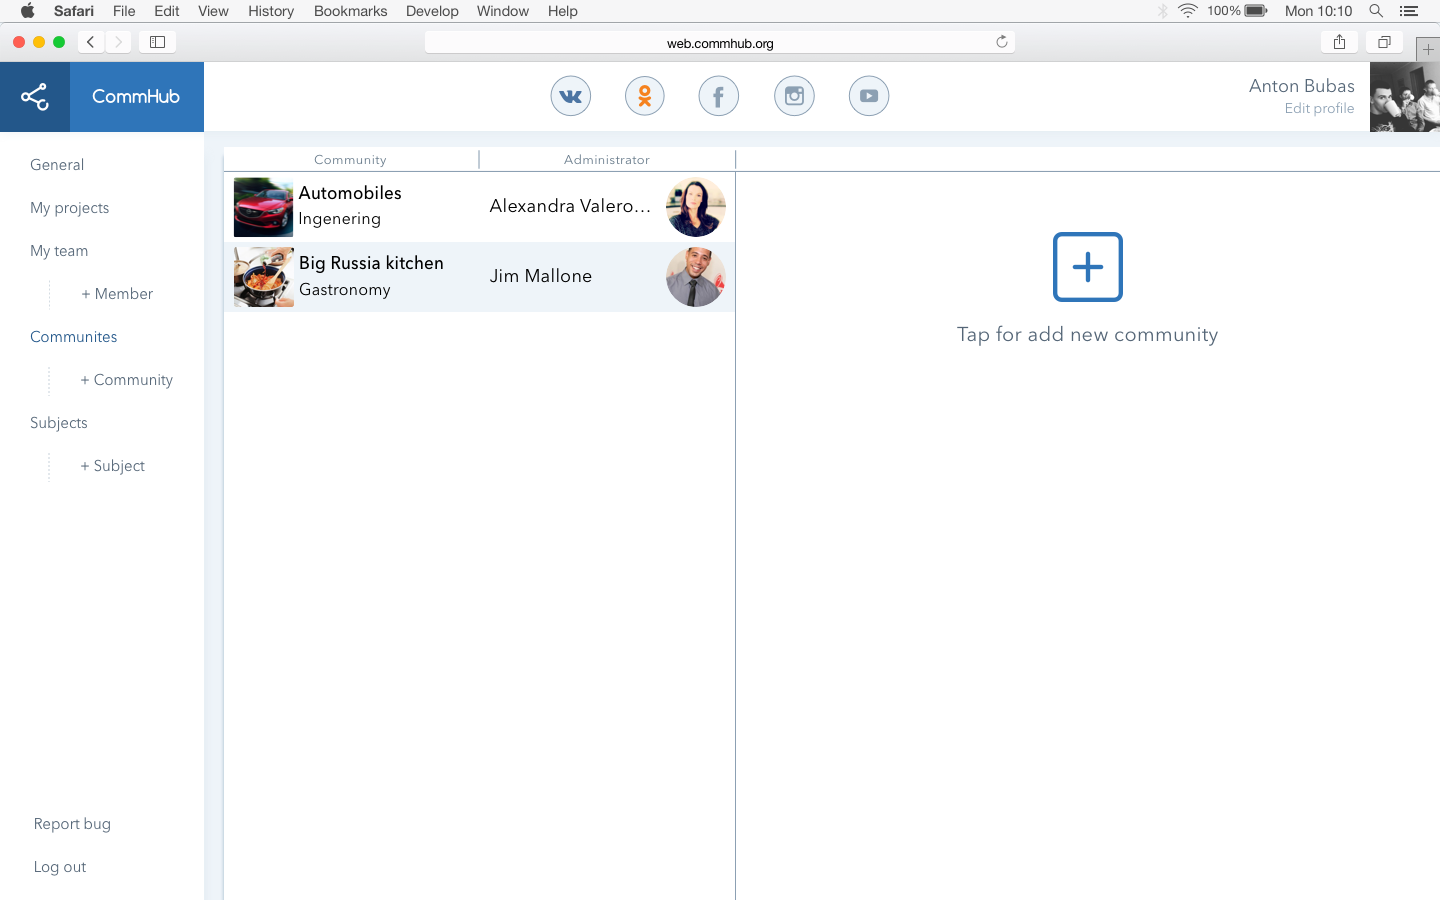 Safari File Edit View History Bookmarks Develop Window Help 100% Mon 10:10
web.commhub.org
CommHub
Anton Bubas
Edit profile
General
My projects
My team
+ Member
Communites
+ Community
Subjects
+ Subject
Report bug
Log out
Community Administrator
Automobiles
Ingenering
Alexandra Valero...
Big Russia kitchen
Gastronomy
Jim Mallone
Tap for add new community